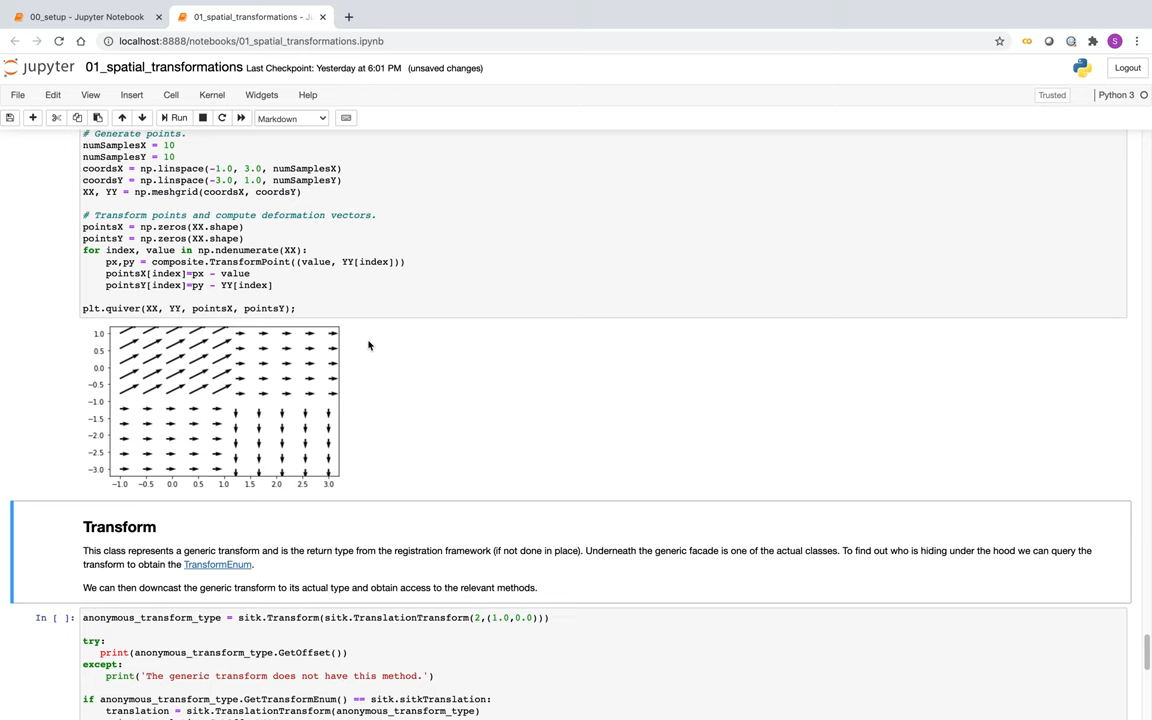 00_setup - Jupyter Notebook
01_spatial_transformations - Ju
localhost:8888/notebooks/01_spatial_transformations.ipynb
S
jupyter 01_spatial_transformations Last Checkpoint: Yesterday at 6:01 PM (unsaved changes)
Logout
File Edit View Insert Cell Kernel Widgets Help
Trusted
Python 3
Run
Markdown
# Generate points.
numSamplesX = 10
numSamplesY = 10
coordsX = np.linspace(-1.0, 3.0, numSamplesX)
coordsY = np.linspace(-3.0, 1.0, numSamplesY)
XX, YY = np.meshgrid(coordsX, coordsY)
# Transform points and compute deformation vectors.
pointsX = np.zeros(XX.shape)
pointsY = np.zeros(XX.shape)
for index, value in np.ndenumerate(XX):
px,py = composite.TransformPoint((value, YY[index]))
pointsX[index]=px - value
pointsY[index]=py - YY[index]
plt.quiver(XX, YY, pointsX, pointsY);
1.0
0.5
0.0
−0.5
−1.0
−1.5
−2.0
−2.5
−3.0
−1.0 −0.5 0.0 0.5 1.0 1.5 2.0 2.5 3.0
Transform
This class represents a generic transform and is the return type from the registration framework (if not done in place). Underneath the generic facade is one of the actual classes. To find out who is hiding under the hood we can query the
transform to obtain the TransformEnum.
We can then downcast the generic transform to its actual type and obtain access to the relevant methods.
In [ ]: anonymous_transform_type = sitk.Transform(sitk.TranslationTransform(2,(1.0,0.0)))
try:
print(anonymous_transform_type.GetOffset())
except:
print('The generic transform does not have this method.')
if anonymous_transform_type.GetTransformEnum() == sitk.sitkTranslation:
translation = sitk.TranslationTransform(anonymous_transform_type)